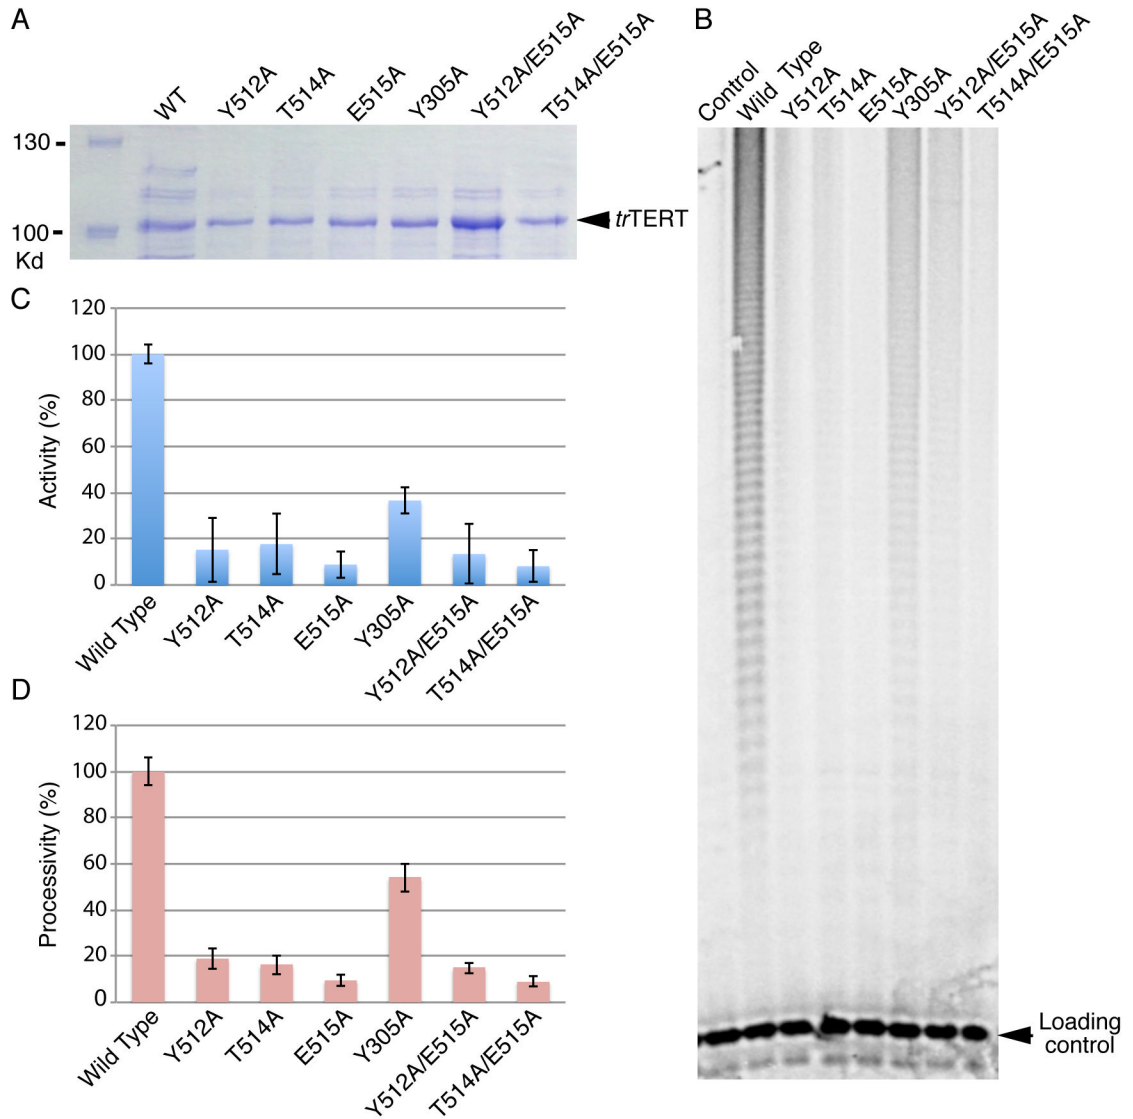 A
WT
Y512A
T514A
E515A
Y305A
Y512A/E515A
T514A/E515A
130
100
Kd
trTERT
B
Control
Wild Type
Y512A
T514A
E515A
Y305A
Y512A/E515A
T514A/E515A
Loading
control
C
Activity (%)
120
100
80
60
40
20
0
Wild Type
Y512A
T514A
E515A
Y305A
Y512A/E515A
T514A/E515A
D
Processivity (%)
120
100
80
60
40
20
0
Wild Type
Y512A
T514A
E515A
Y305A
Y512A/E515A
T514A/E515A